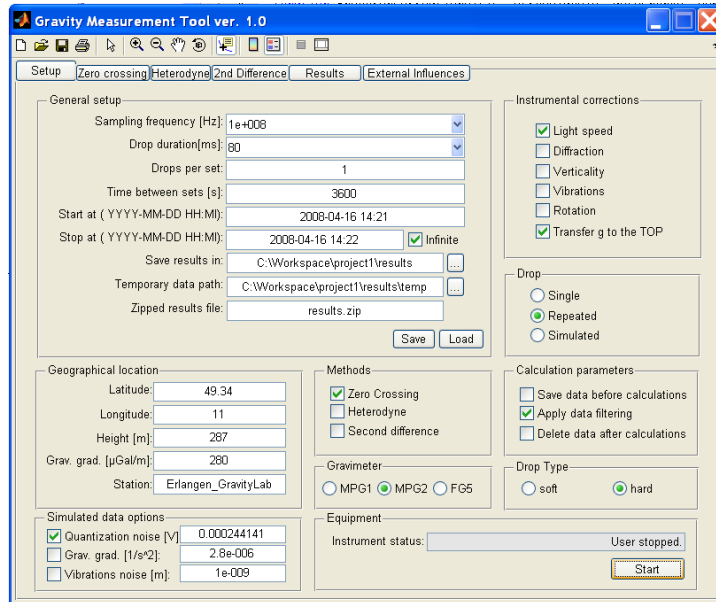 Gravity Measurement Tool ver. 1.0
Setup Zero crossing Heterodyne 2nd Difference Results External Influences
General setup
Sampling frequency [Hz]: 1e+008
Drop duration[ms]: 80
Drops per set: 1
Time between sets [s]: 3600
Start at ( YYYY-MM-DD HH:MI): 2008-04-16 14:21
Stop at ( YYYY-MM-DD HH:MI): 2008-04-16 14:22 Infinite
Save results in: C:\Workspace\project1\results ...
Temporary data path: C:\Workspace\project1\results\temp ...
Zipped results file: results.zip
Save Load
Instrumental corrections
Light speed
Diffraction
Verticality
Vibrations
Rotation
Transfer g to the TOP
Drop
Single
Repeated
Simulated
Geographical location
Latitude: 49.34
Longitude: 11
Height [m]: 287
Grav. grad. [µGal/m]: 280
Station: Erlangen_GravityLab
Methods
Zero Crossing
Heterodyne
Second difference
Calculation parameters
Save data before calculations
Apply data filtering
Delete data after calculations
Gravimeter
MPG1 MPG2 FG5
Drop Type
soft hard
Simulated data options
Quantization noise [V] 0.000244141
Grav. grad. [1/s^2]: 2.8e-006
Vibrations noise [m]: 1e-009
Equipment
Instrument status: User stopped.
Start